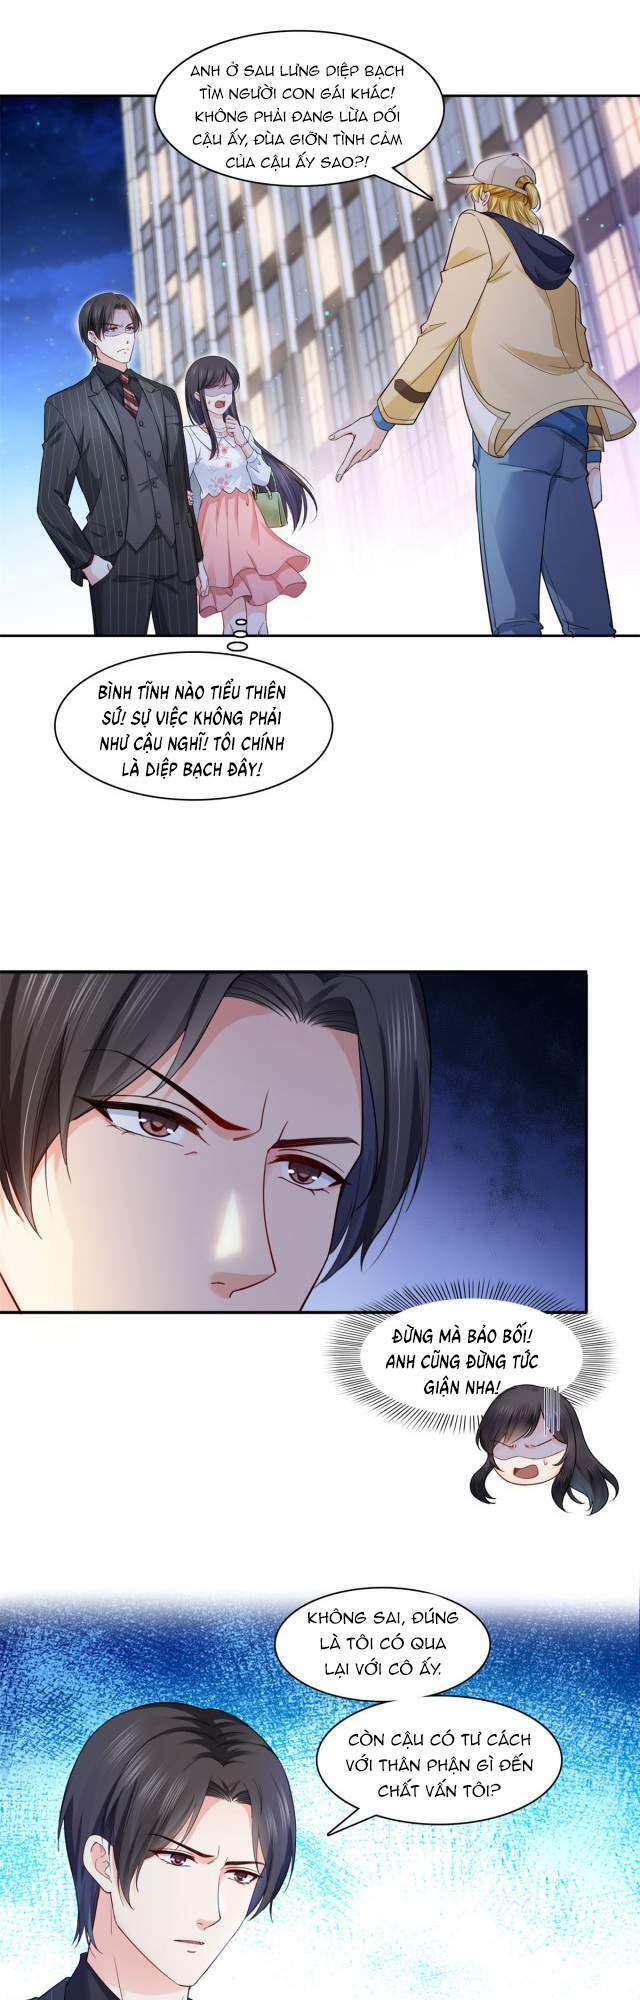 ANH Ở SAU LƯNG DIỆP BẠCH
TÌM NGƯỜI CON GÁI KHÁC!
KHÔNG PHẢI ĐANG LỪA DỐI
CẬU ẤY, ĐÙA GIỠN TÌNH CẢM
CỦA CẬU ẤY SAO?!
BÌNH TĨNH NÀO TIỂU THIÊN
SỨ! SỰ VIỆC KHÔNG PHẢI
NHƯ CẬU NGHĨ! TÔI CHÍNH
LÀ DIỆP BẠCH ĐÂY!
ĐỪNG MÀ BẢO BỐI!
ANH CŨNG ĐỪNG TỨC
GIẬN NHA!
KHÔNG SAI, ĐÚNG
LÀ TÔI CÓ QUA
LẠI VỚI CÔ ẤY.
CÒN CẬU CÓ TƯ CÁCH
VỚI THÂN PHẬN GÌ ĐẾN
CHẤT VẤN TÔI?